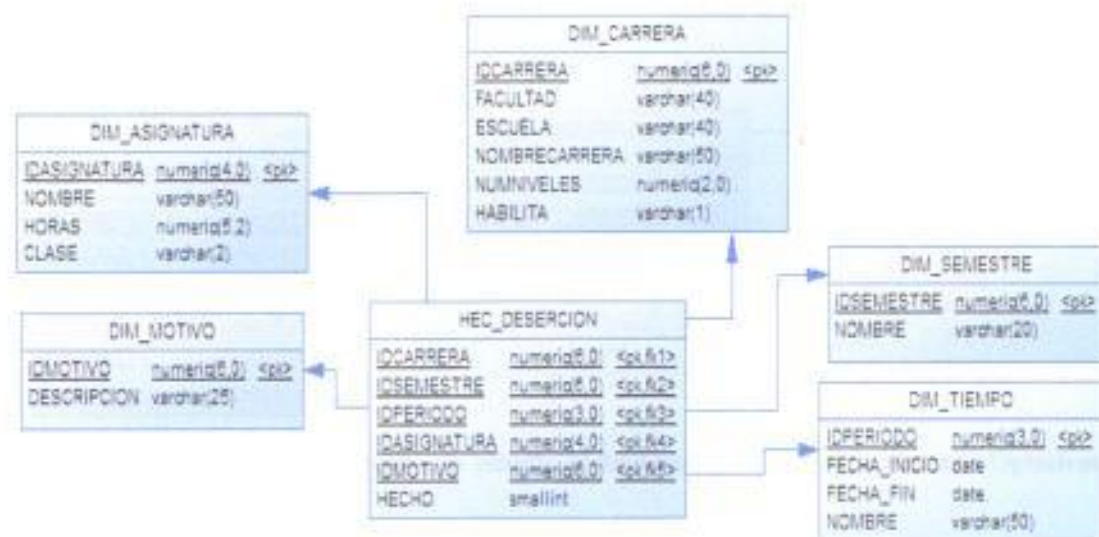 DIM_CARRERA
IDCARRERA numeric(6,0) <pk>
FACULTAD varchar(40)
ESCUELA varchar(40)
NOMBRECARRERA varchar(50)
NUMNIVELES numeric(2,0)
HABILITA varchar(1)
DIM_ASIGNATURA
IDASIGNATURA numeric(4,0) <pk>
NOMBRE varchar(50)
HORAS numeric(5,2)
CLASE varchar(2)
DIM_SEMESTRE
IDSEMESTRE numeric(6,0) <pk>
NOMBRE varchar(20)
HEC_DESERCION
IDCARRERA numeric(6,0) <pk,fk1>
IDSEMESTRE numeric(6,0) <pk,fk2>
IDPERIODO numeric(3,0) <pk,fk3>
IDASIGNATURA numeric(4,0) <pk,fk4>
IDMOTIVO numeric(6,0) <pk,fk5>
HECHO smallint
DIM_MOTIVO
IDMOTIVO numeric(6,0) <pk>
DESCRIPCION varchar(25)
DIM_TIEMPO
IDPERIODO numeric(3,0) <pk>
FECHA_INICIO date
FECHA_FIN date
NOMBRE varchar(50)